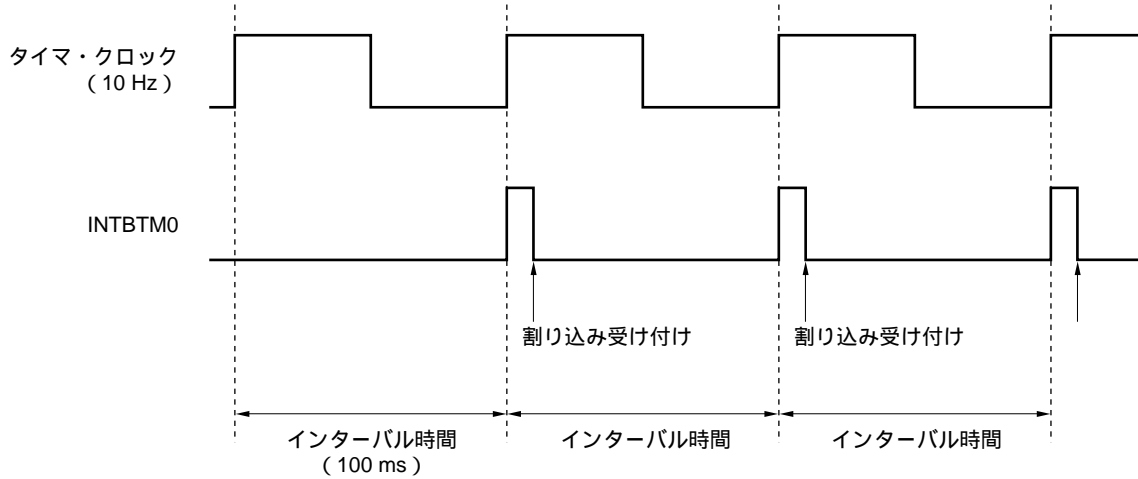 タイマ・クロック
（10 Hz）
INTBTM0
割り込み受け付け
割り込み受け付け
インターバル時間
（100 ms）
インターバル時間
インターバル時間